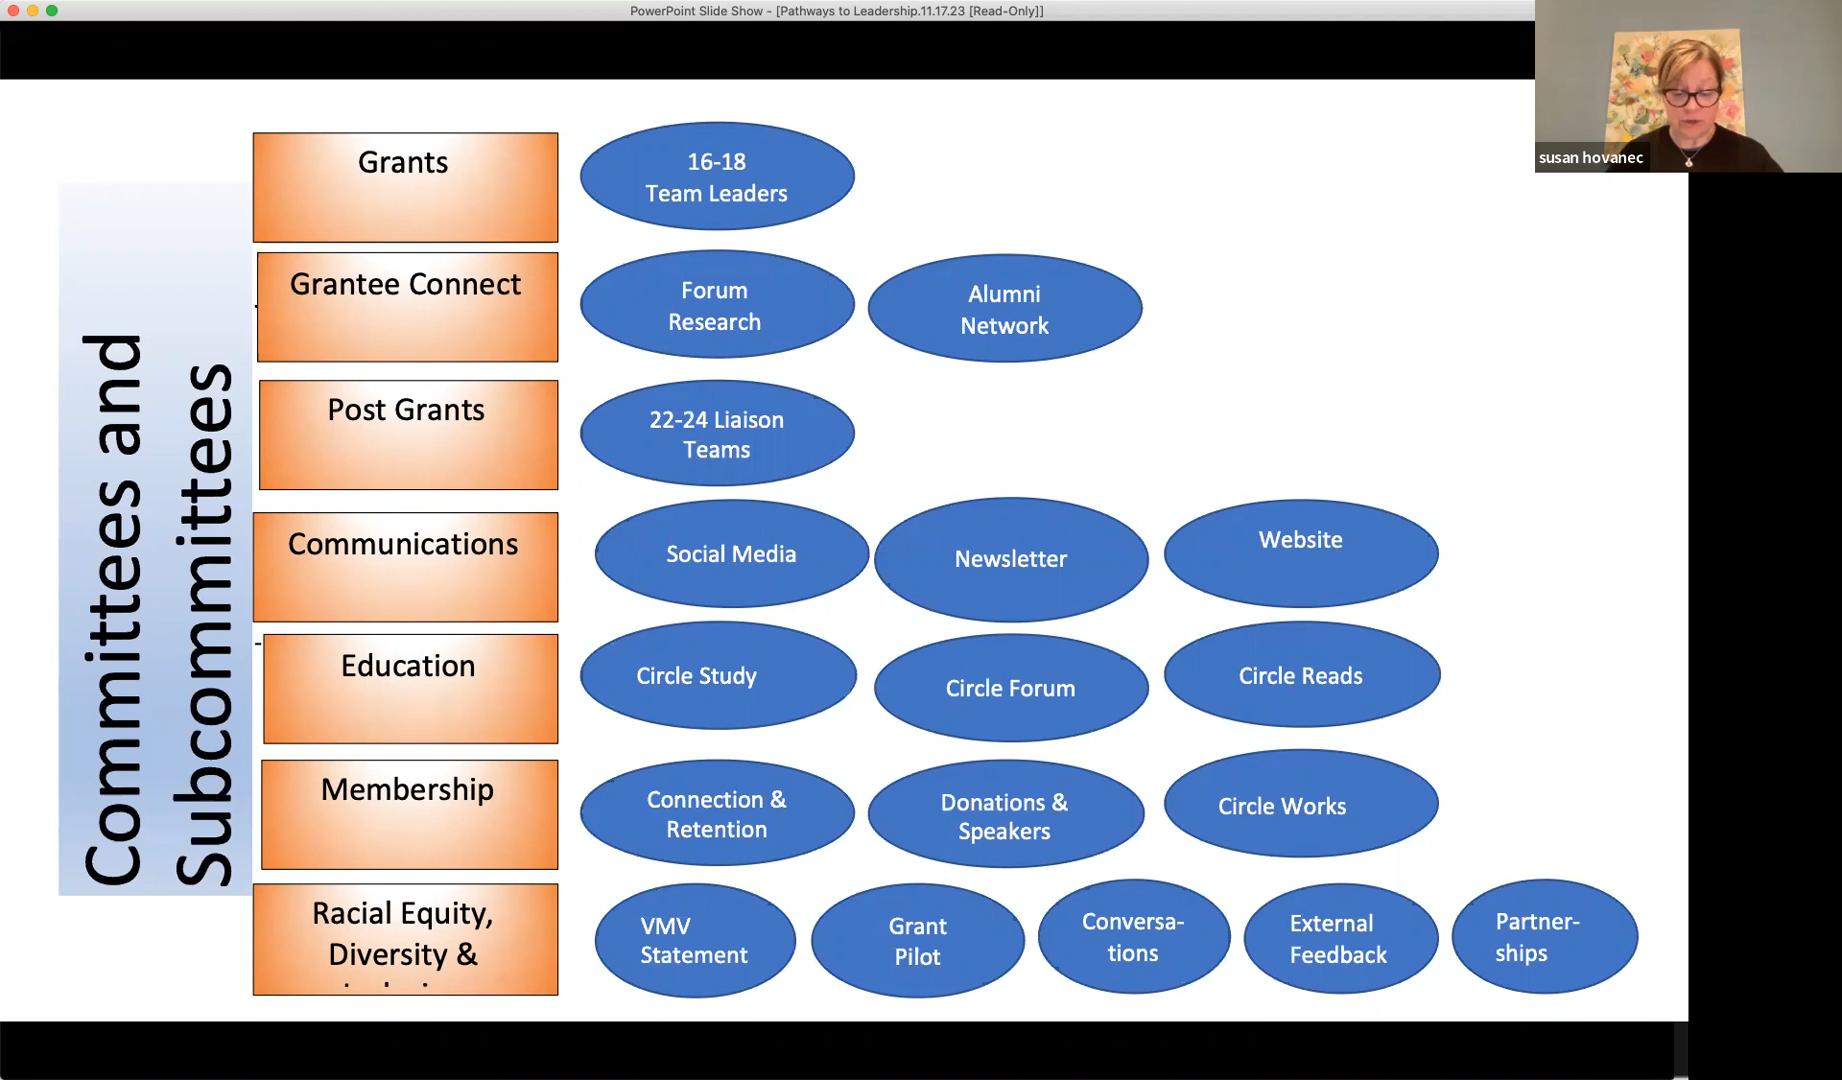 PowerPoint Slide Show - [Pathways to Leadership.11.17.23 [Read-Only]]
susan hovanec
Committees and
Subcommittees
Grants
16-18
Team Leaders
Grantee Connect
Forum
Research
Alumni
Network
Post Grants
22-24 Liaison
Teams
Communications
Social Media
Newsletter
Website
Education
Circle Study
Circle Forum
Circle Reads
Membership
Connection &
Retention
Donations &
Speakers
Circle Works
Racial Equity,
Diversity &
VMV
Statement
Grant
Pilot
Conversa-
tions
External
Feedback
Partner-
ships